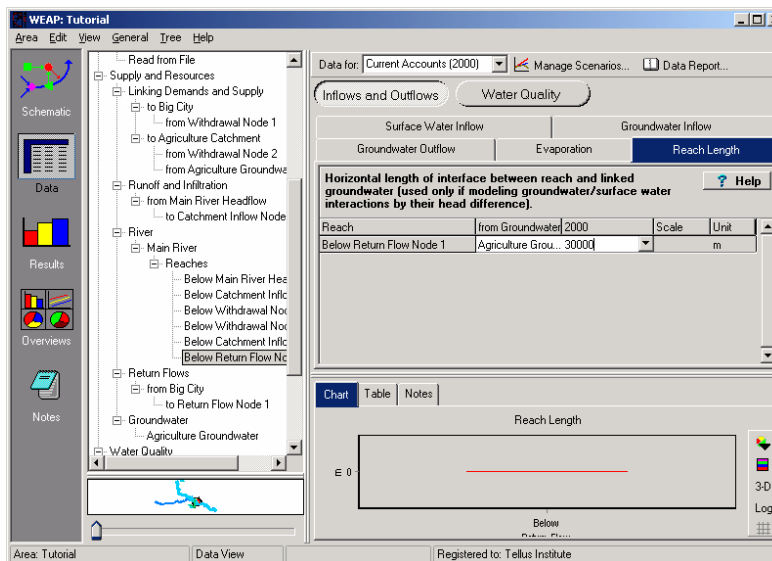 WEAP: Tutorial
Area Edit View General Tree Help
Schematic
Data
Results
Overviews
Notes
Read from File
Supply and Resources
Linking Demands and Supply
to Big City
from Withdrawal Node 1
to Agriculture Catchment
from Withdrawal Node 2
from Agriculture Groundwa
Runoff and Infiltration
from Main River Headflow
to Catchment Inflow Node
River
Main River
Reaches
Below Main River Hea
Below Catchment Inflo
Below Withdrawal Nod
Below Withdrawal Nod
Below Catchment Inflo
Below Return Flow No
Return Flows
from Big City
to Return Flow Node 1
Groundwater
Agriculture Groundwater
Water Quality
Data for: Current Accounts (2000) Manage Scenarios... Data Report...
Inflows and Outflows Water Quality
Surface Water Inflow Groundwater Inflow
Groundwater Outflow Evaporation Reach Length
Horizontal length of interface between reach and linked
groundwater (used only if modeling groundwater/surface water
interactions by their head difference).
? Help
Reach from Groundwater 2000 Scale Unit
Below Return Flow Node 1 Agriculture Grou... 30000 m
Chart Table Notes
Reach Length
m 0
Below
Return Flow
3-D
Log
Area: Tutorial Data View Registered to: Tellus Institute